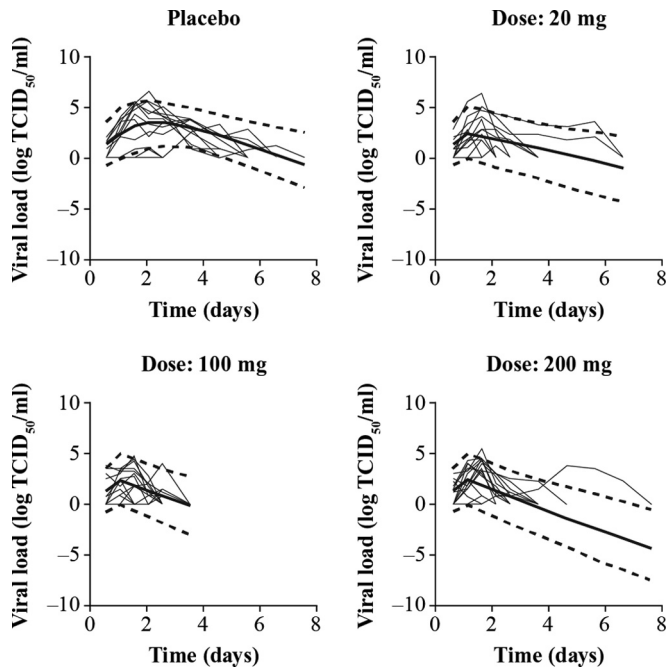 Placebo
Viral load (log TCID50/ml)
10
5
0
–5
–10
0 2 4 6 8
Time (days)
Dose: 20 mg
Viral load (log TCID50/ml)
10
5
0
–5
–10
0 2 4 6 8
Time (days)
Dose: 100 mg
Viral load (log TCID50/ml)
10
5
0
–5
–10
0 2 4 6 8
Time (days)
Dose: 200 mg
Viral load (log TCID50/ml)
10
5
0
–5
–10
0 2 4 6 8
Time (days)